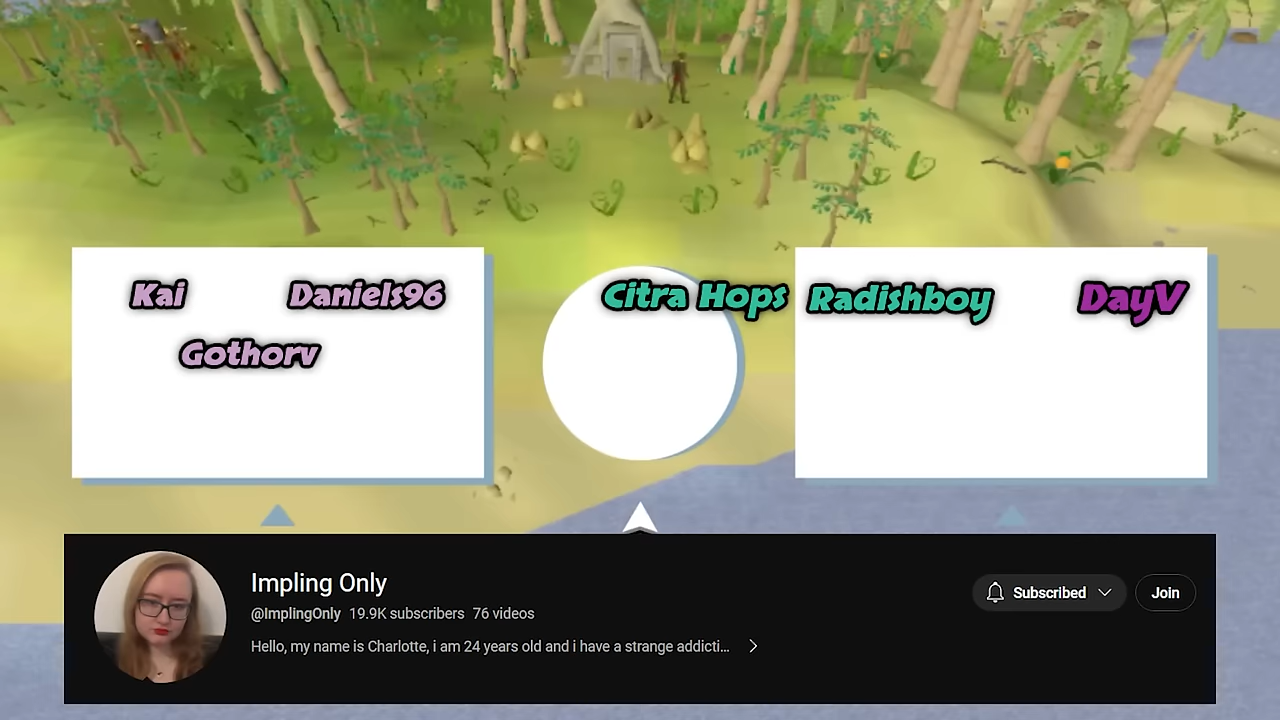 Kai Daniels96
Gothorv
Citra Hops Radishboy DayV
Impling Only
@ImplingOnly 19.9K subscribers 76 videos
Hello, my name is Charlotte, i am 24 years old and i have a strange addicti...
Subscribed
Join